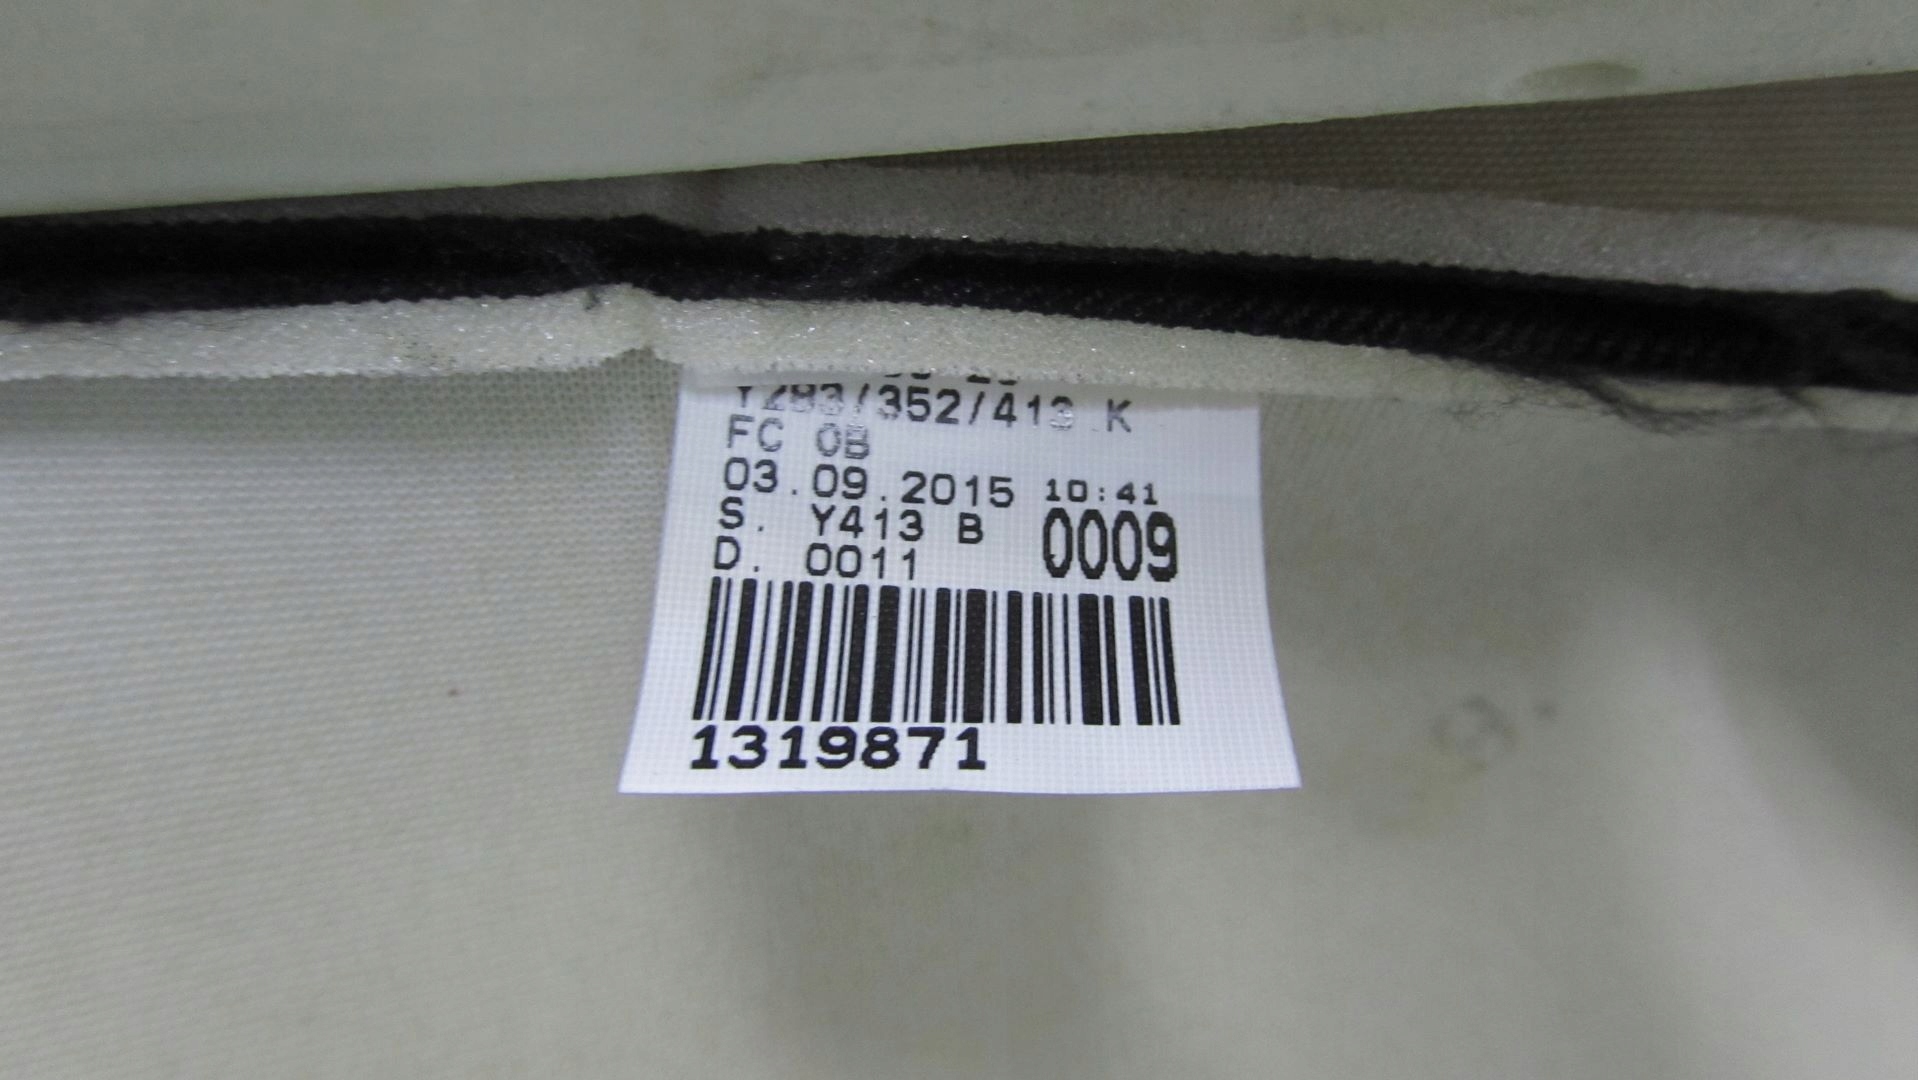 Y283/352/413 K
FC 0B
03.09.2015 10:41
S. Y413 B 0009
D. 0011
1319871